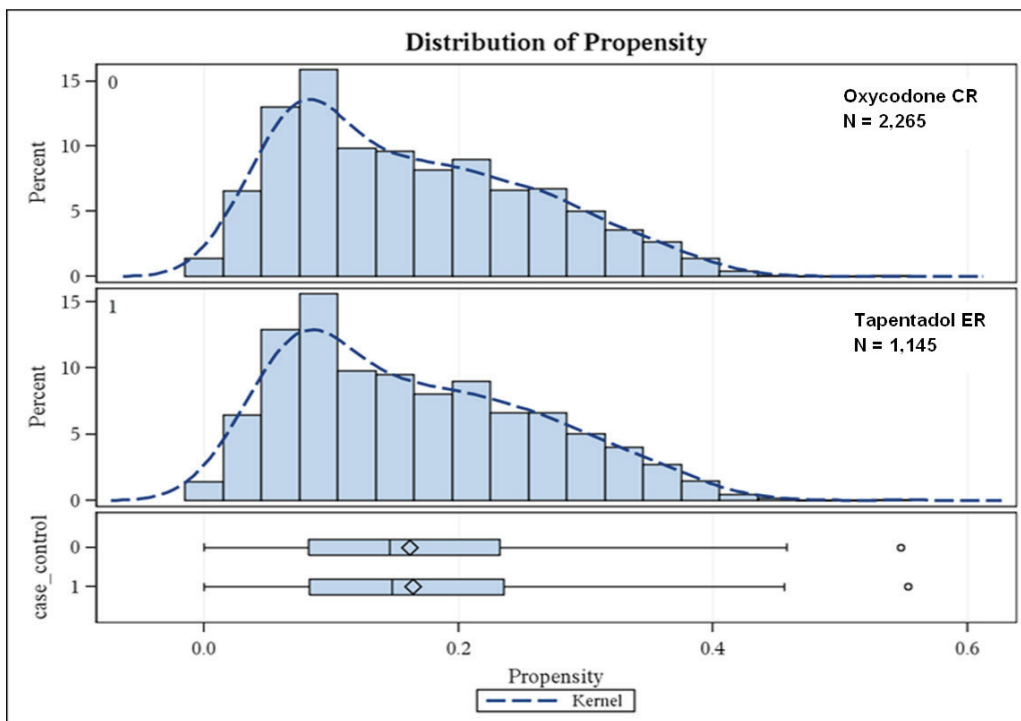 Distribution of Propensity
0
Oxycodone CR
N = 2,265
Percent
15
10
5
0
1
Tapentadol ER
N = 1,145
Percent
15
10
5
0
case_control
0
1
0.0 0.2 0.4 0.6
Propensity
Kernel